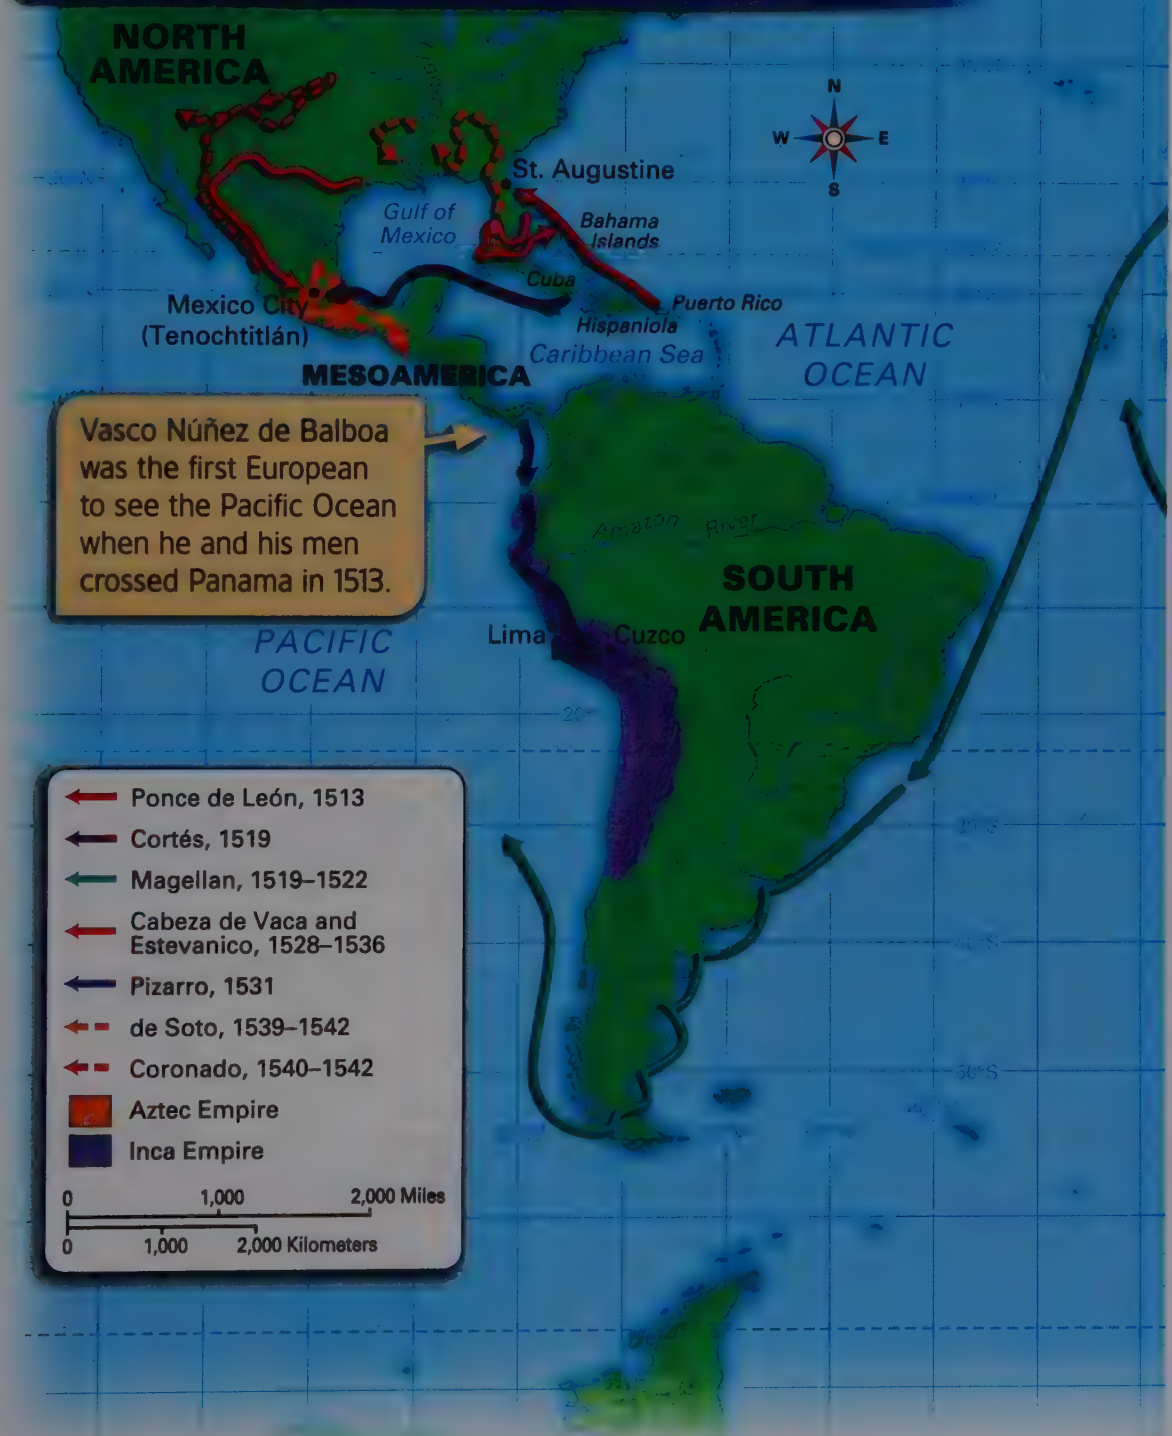 NORTH
AMERICA
N
W E
S
St. Augustine
Gulf of
Mexico
Bahama
Islands
Cuba
Mexico City
(Tenochtitlán)
Puerto Rico
Hispaniola
Caribbean Sea
ATLANTIC
OCEAN
MESOAMERICA
Vasco Núñez de Balboa
was the first European
to see the Pacific Ocean
when he and his men
crossed Panama in 1513.
Amazon River
SOUTH
AMERICA
Lima
Cuzco
PACIFIC
OCEAN
Ponce de León, 1513
Cortés, 1519
Magellan, 1519–1522
Cabeza de Vaca and
Estevanico, 1528–1536
Pizarro, 1531
de Soto, 1539–1542
Coronado, 1540–1542
Aztec Empire
Inca Empire
0 1,000 2,000 Miles
0 1,000 2,000 Kilometers